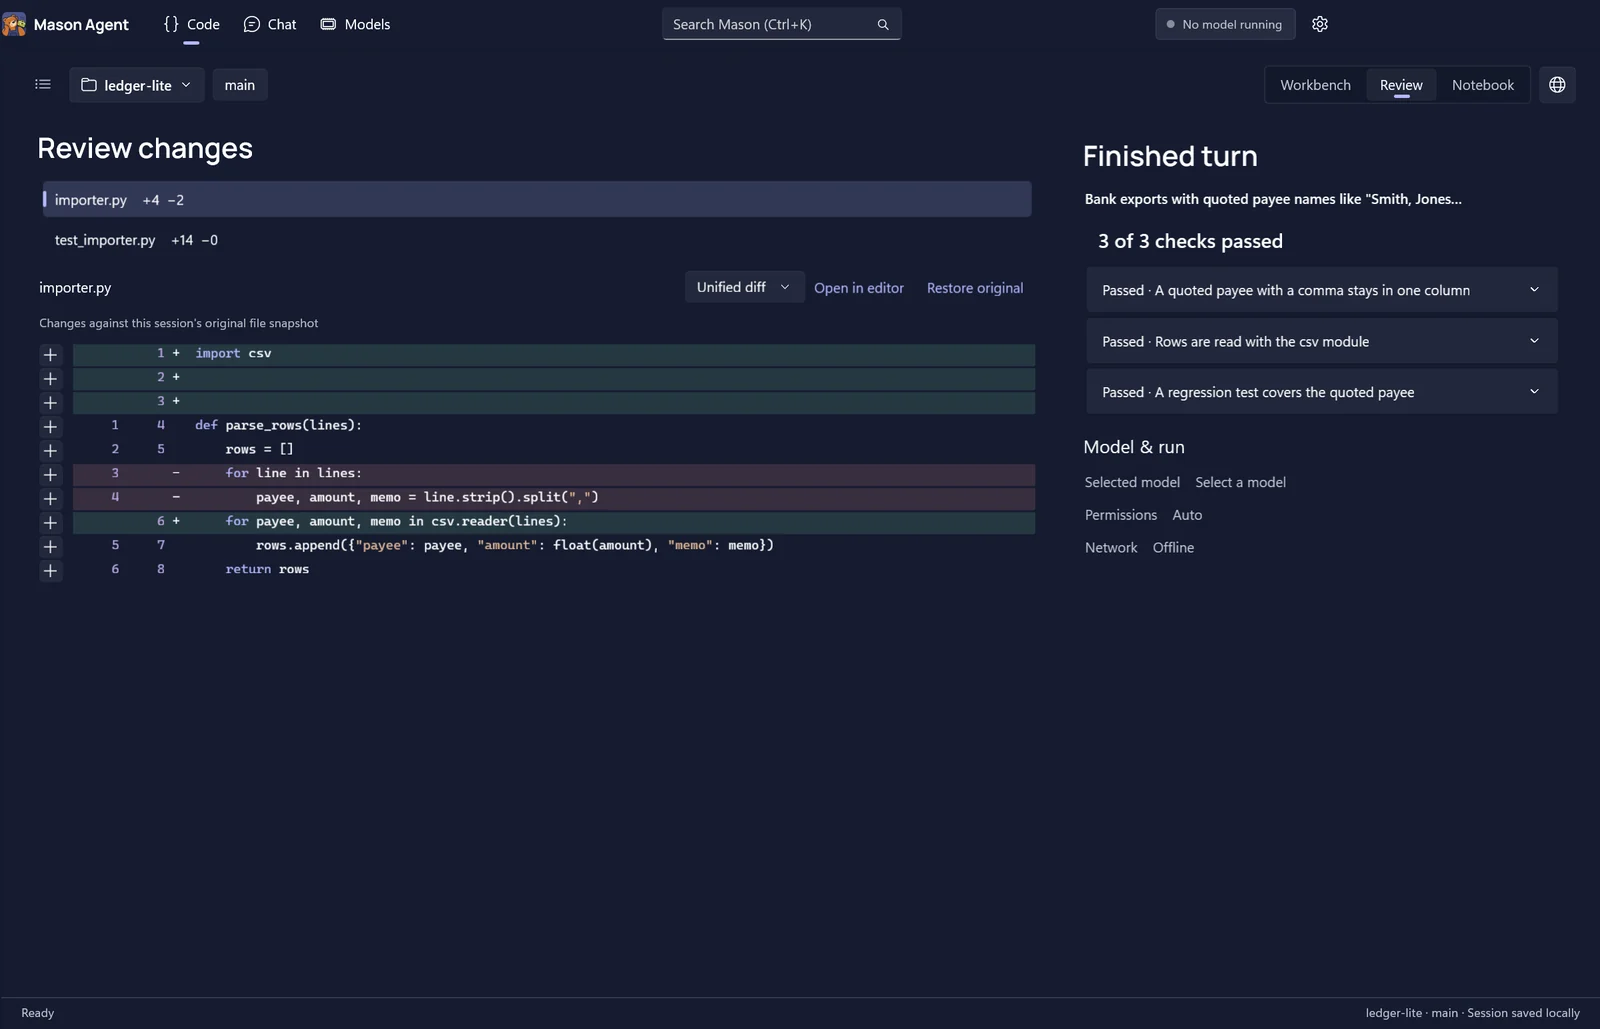 Mason Agent
{} Code
Chat
Models
Search Mason (Ctrl+K)
No model running
ledger-lite
main
Workbench
Review
Notebook
Review changes
importer.py +4 −2
test_importer.py +14 −0
importer.py
Unified diff
Open in editor
Restore original
Changes against this session's original file snapshot
1 + import csv
2 +
3 +
1 4 def parse_rows(lines):
2 5 rows = []
3 − for line in lines:
4 − payee, amount, memo = line.strip().split(",")
6 + for payee, amount, memo in csv.reader(lines):
5 7 rows.append({"payee": payee, "amount": float(amount), "memo": memo})
6 8 return rows
Finished turn
Bank exports with quoted payee names like "Smith, Jones...
3 of 3 checks passed
Passed · A quoted payee with a comma stays in one column
Passed · Rows are read with the csv module
Passed · A regression test covers the quoted payee
Model & run
Selected model Select a model
Permissions Auto
Network Offline
Ready
ledger-lite · main · Session saved locally